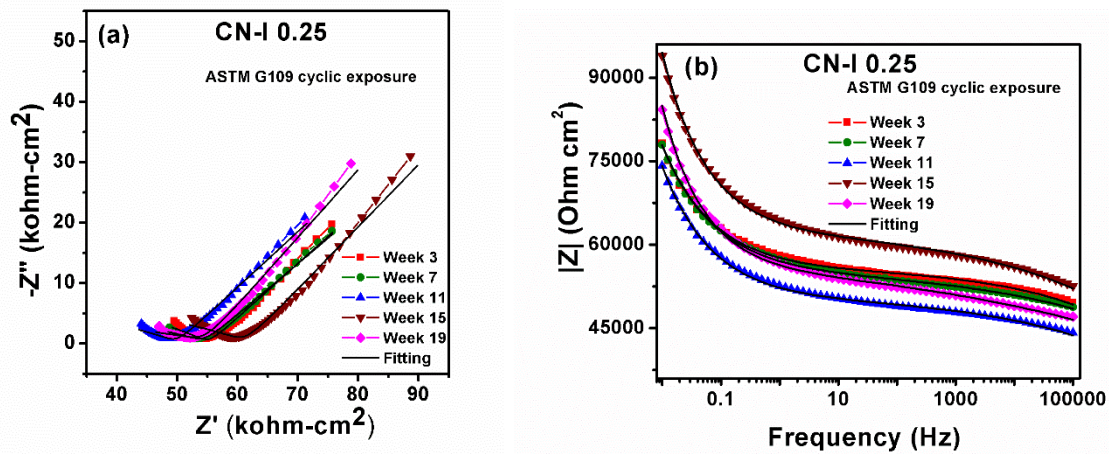 (a)
CN-I 0.25
ASTM G109 cyclic exposure
50
40
30
20
10
0
-Z'' (kohm-cm²)
Week 3
Week 7
Week 11
Week 15
Week 19
Fitting
40 50 60 70 80 90
Z' (kohm-cm²)
(b)
CN-I 0.25
ASTM G109 cyclic exposure
90000
75000
60000
45000
|Z| (Ohm cm²)
Week 3
Week 7
Week 11
Week 15
Week 19
Fitting
0.1 10 1000 100000
Frequency (Hz)